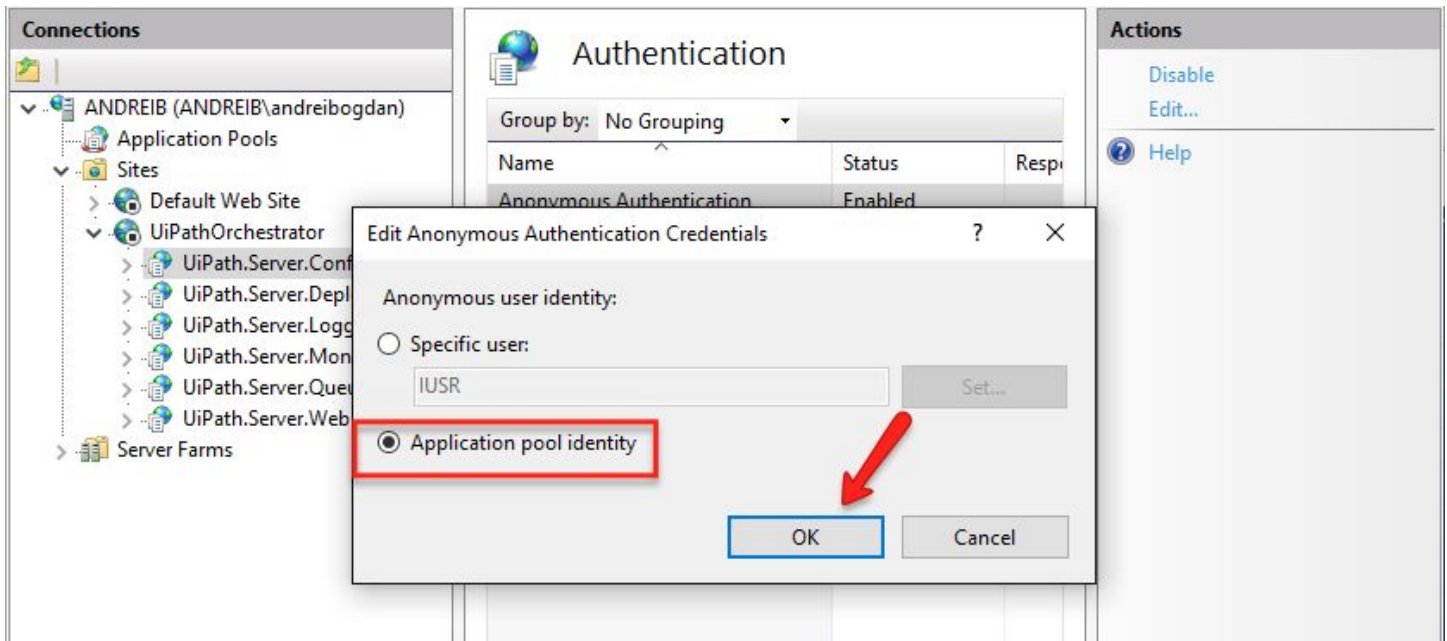 Connections
ANDREIB (ANDREIB\andreibogdan)
Application Pools
Sites
Default Web Site
UiPathOrchestrator
UiPath.Server.Conf
UiPath.Server.Depl
UiPath.Server.Logg
UiPath.Server.Mon
UiPath.Server.Queu
UiPath.Server.Web
Server Farms
Authentication
Group by: No Grouping
Name Status Respo
Anonymous Authentication Enabled
Edit Anonymous Authentication Credentials ?
Anonymous user identity:
Specific user:
IUSR Set...
Application pool identity
OK Cancel
Actions
Disable
Edit...
Help